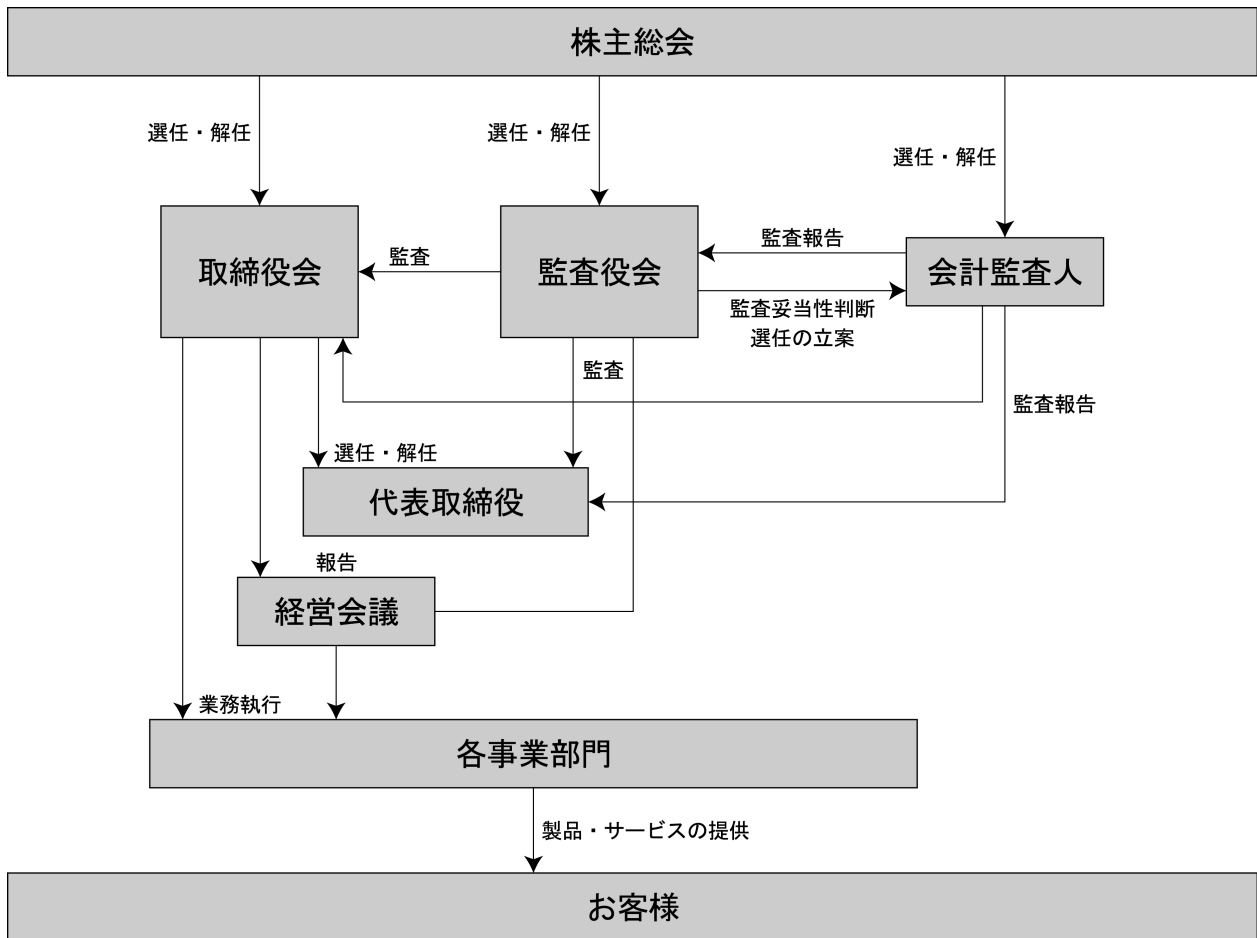 株主総会
選任・解任
選任・解任
選任・解任
取締役会
監査
監査役会
監査報告
会計監査人
監査妥当性判断
選任の立案
監査
監査報告
選任・解任
代表取締役
報告
経営会議
業務執行
各事業部門
製品・サービスの提供
お客様